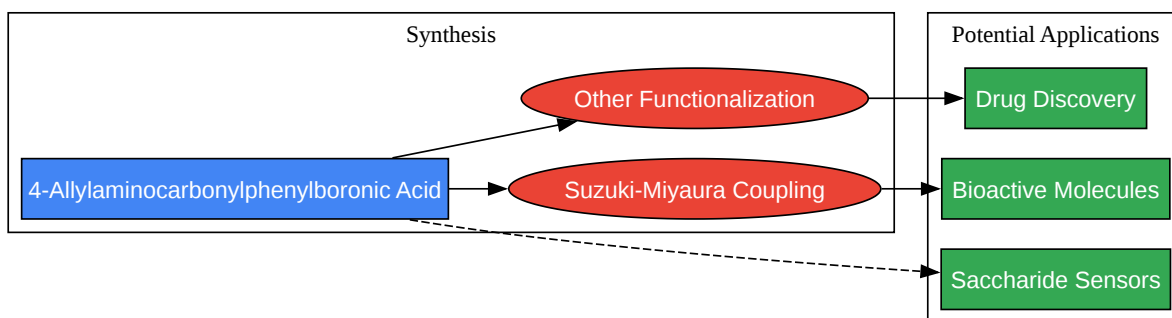 Synthesis
Potential Applications
Other Functionalization
Drug Discovery
4-Allylaminocarbonylphenylboronic Acid
Suzuki-Miyaura Coupling
Bioactive Molecules
Saccharide Sensors